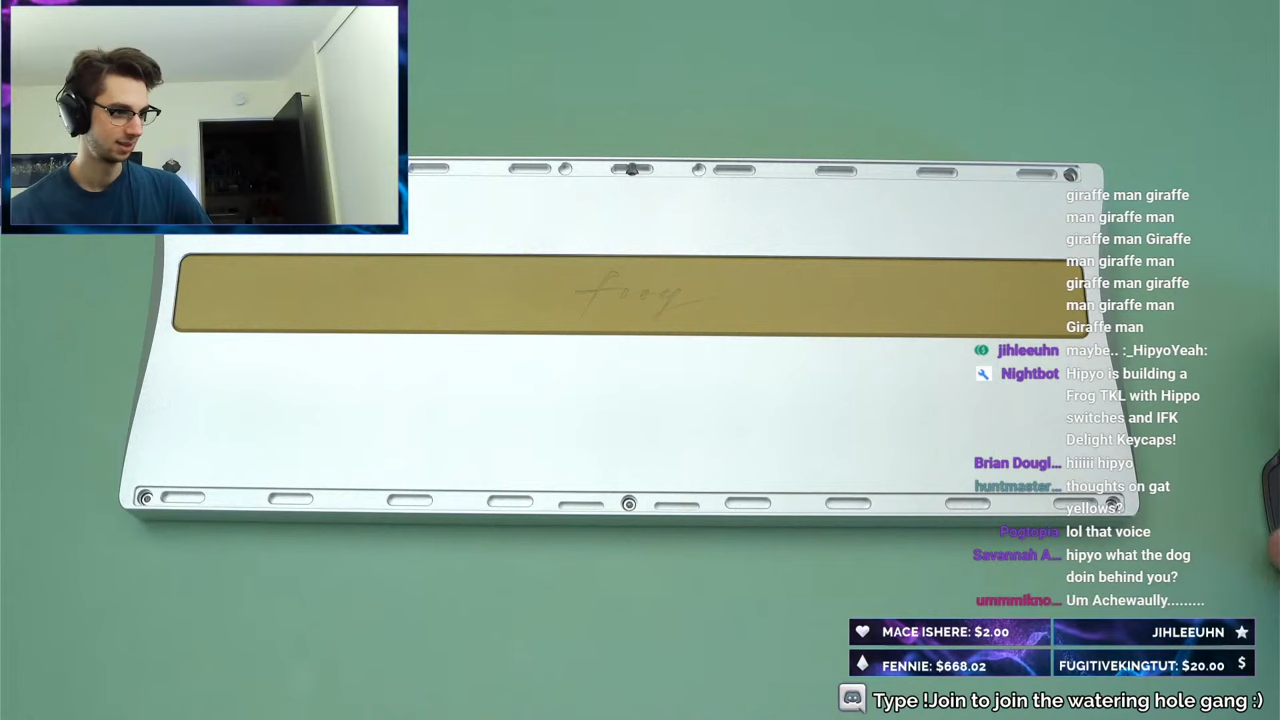 frog
giraffe man giraffe
man giraffe man
giraffe man Giraffe
man giraffe man
giraffe man giraffe
man giraffe man
Giraffe man
jihleeuhn maybe.. :_HipyoYeah:
Nightbot Hipyo is building a
Frog TKL with Hippo
switches and IFK
Delight Keycaps!
Brian Dougl... hiiiii hipyo
huntmaster... thoughts on gat
yellows?
Pogtopia lol that voice
Savannah A... hipyo what the dog
doin behind you?
ummmikno... Um Achewaully.........
MACE ISHERE: $2.00
JIHLEEUHN
FENNIE: $668.02
FUGITIVEKINGTUT: $20.00
Type !Join to join the watering hole gang :)